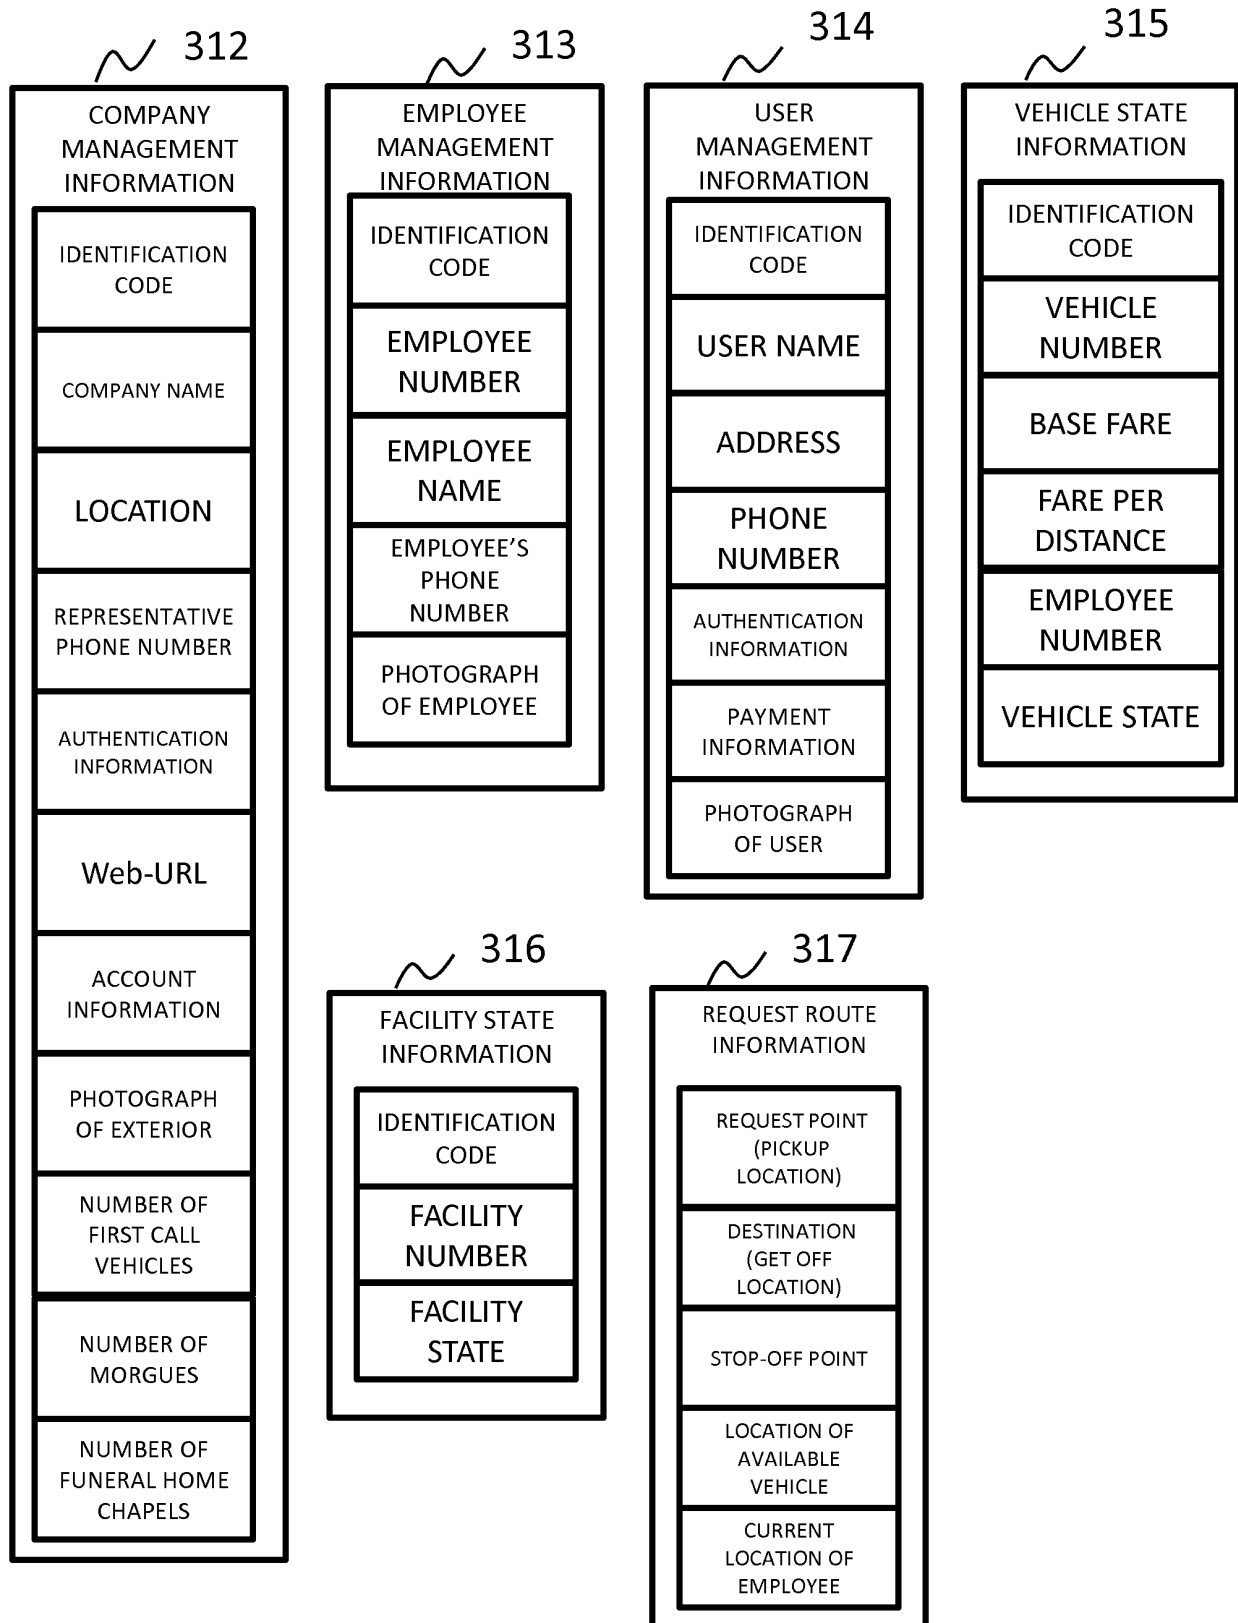 312
COMPANY
MANAGEMENT
INFORMATION
IDENTIFICATION
CODE
COMPANY NAME
LOCATION
REPRESENTATIVE
PHONE NUMBER
AUTHENTICATION
INFORMATION
Web-URL
ACCOUNT
INFORMATION
PHOTOGRAPH
OF EXTERIOR
NUMBER OF
FIRST CALL
VEHICLES
NUMBER OF
MORGUES
NUMBER OF
FUNERAL HOME
CHAPELS
313
EMPLOYEE
MANAGEMENT
INFORMATION
IDENTIFICATION
CODE
EMPLOYEE
NUMBER
EMPLOYEE
NAME
EMPLOYEE’S
PHONE
NUMBER
PHOTOGRAPH
OF EMPLOYEE
314
USER
MANAGEMENT
INFORMATION
IDENTIFICATION
CODE
USER NAME
ADDRESS
PHONE
NUMBER
AUTHENTICATION
INFORMATION
PAYMENT
INFORMATION
PHOTOGRAPH
OF USER
315
VEHICLE STATE
INFORMATION
IDENTIFICATION
CODE
VEHICLE
NUMBER
BASE FARE
FARE PER
DISTANCE
EMPLOYEE
NUMBER
VEHICLE STATE
316
FACILITY STATE
INFORMATION
IDENTIFICATION
CODE
FACILITY
NUMBER
FACILITY
STATE
317
REQUEST ROUTE
INFORMATION
REQUEST POINT
(PICKUP
LOCATION)
DESTINATION
(GET OFF
LOCATION)
STOP-OFF POINT
LOCATION OF
AVAILABLE
VEHICLE
CURRENT
LOCATION OF
EMPLOYEE